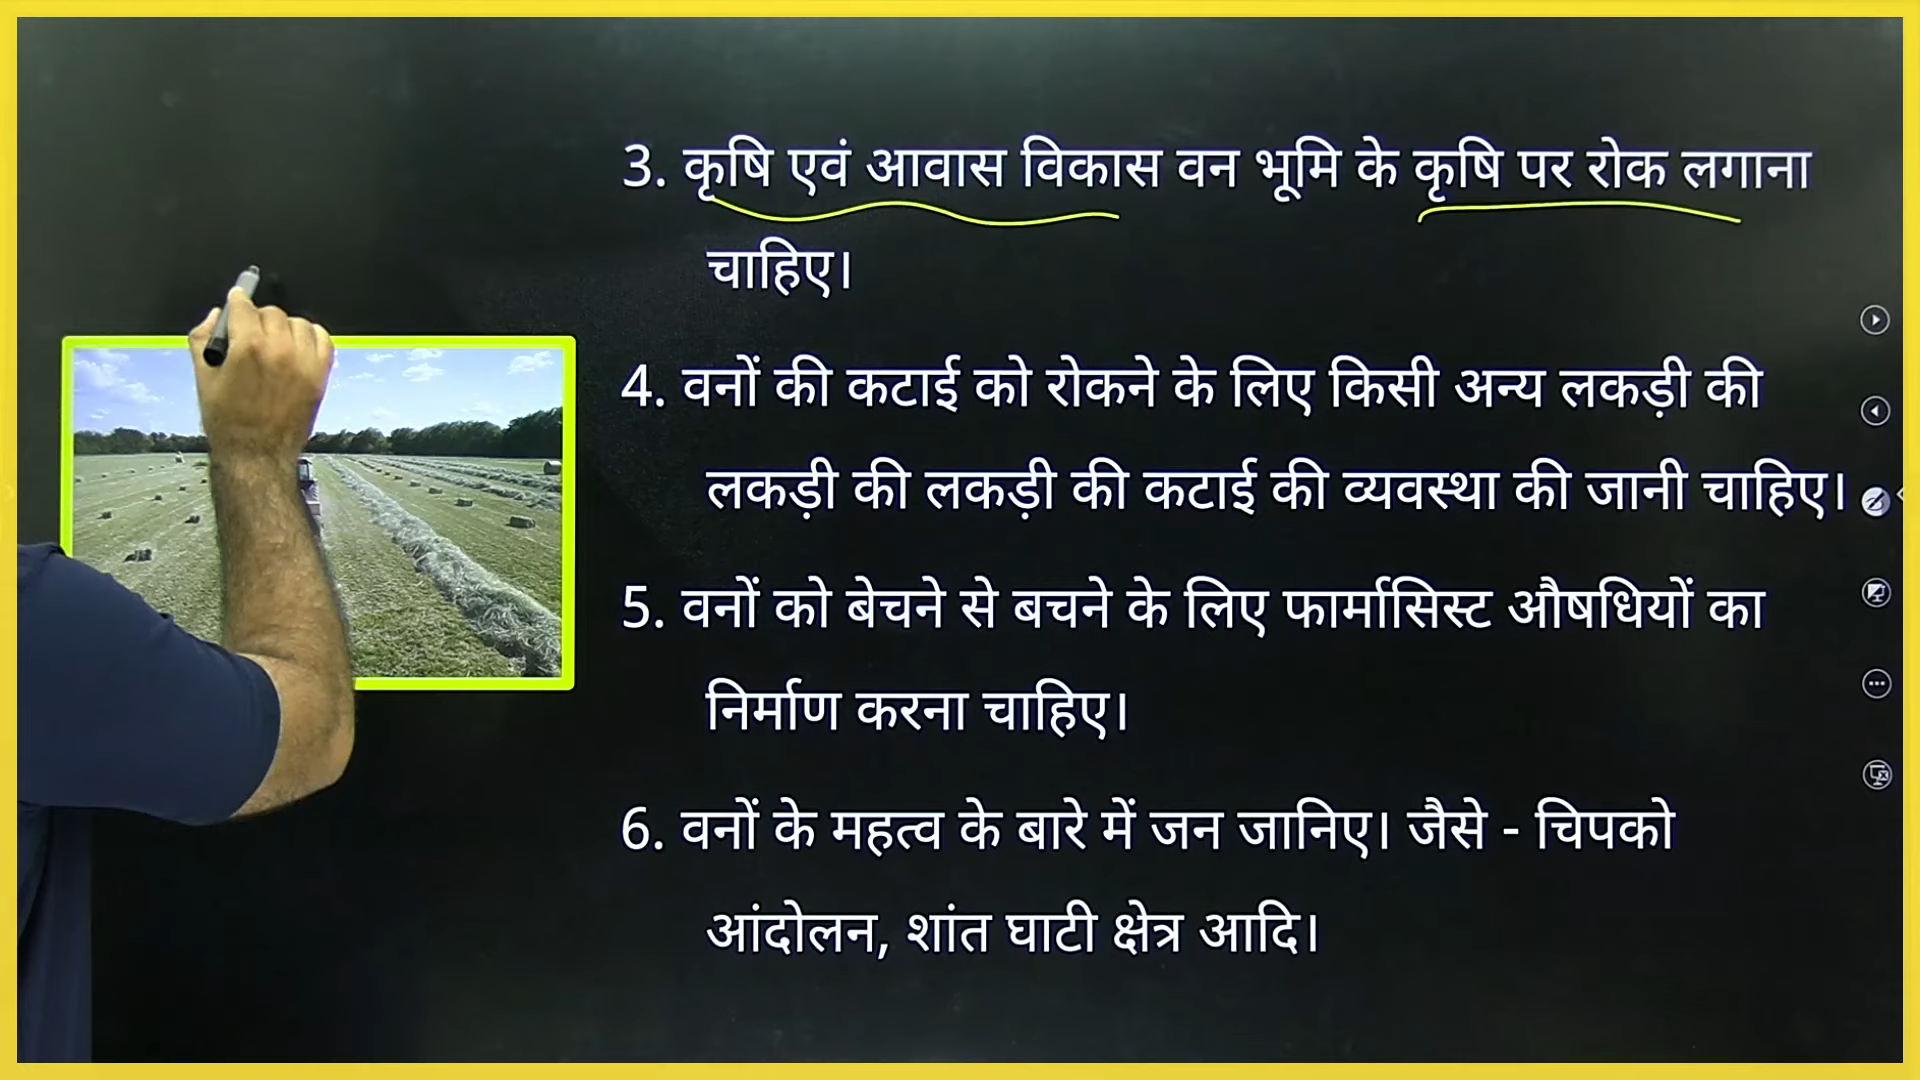 3. कृषि एवं आवास विकास वन भूमि के कृषि पर रोक लगाना
चाहिए।
4. वनों की कटाई को रोकने के लिए किसी अन्य लकड़ी की
लकड़ी की लकड़ी की कटाई की व्यवस्था की जानी चाहिए।
5. वनों को बेचने से बचने के लिए फार्मासिस्ट औषधियों का
निर्माण करना चाहिए।
6. वनों के महत्व के बारे में जन जानिए। जैसे - चिपको
आंदोलन, शांत घाटी क्षेत्र आदि।